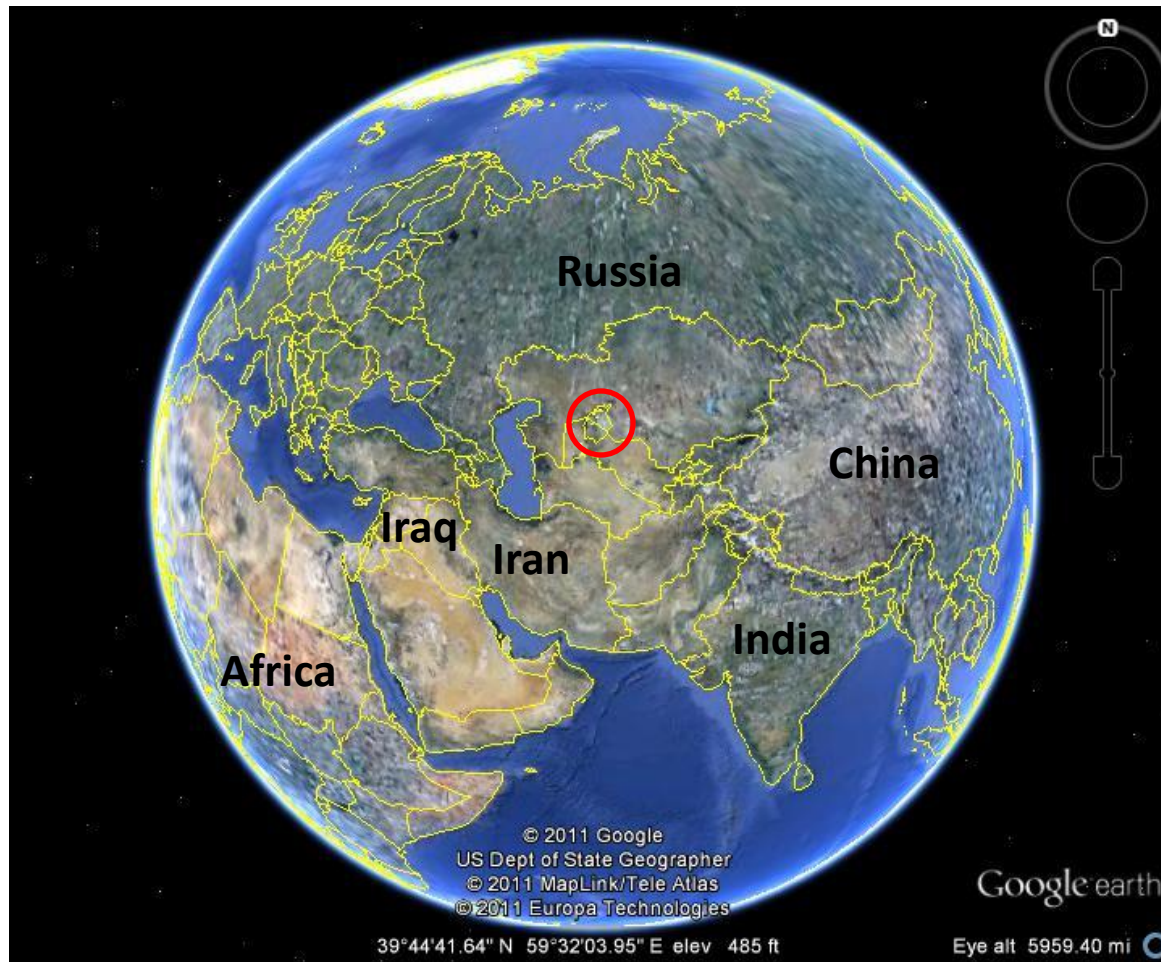 N
Russia
China
Iraq
Iran
India
Africa
© 2011 Google
US Dept of State Geographer
© 2011 MapLink/Tele Atlas
© 2011 Europa Technologies
Google earth
39°44'41.64" N 59°32'03.95" E elev 485 ft
Eye alt 5959.40 mi